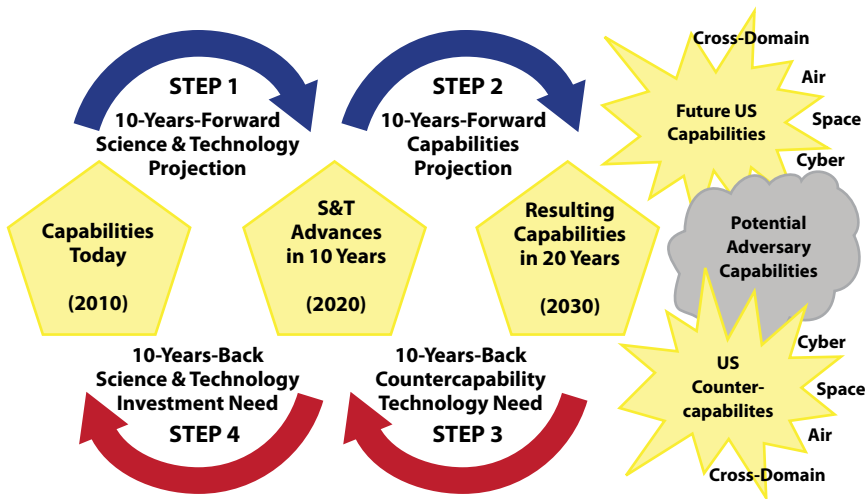 STEP 1
10-Years-Forward
Science & Technology
Projection
STEP 2
10-Years-Forward
Capabilities
Projection
Cross-Domain
Air
Space
Cyber
Future US
Capabilities
Capabilities
Today
(2010)
S&T
Advances
in 10 Years
(2020)
Resulting
Capabilities
in 20 Years
(2030)
Potential
Adversary
Capabilities
10-Years-Back
Science & Technology
Investment Need
STEP 4
10-Years-Back
Countercapability
Technology Need
STEP 3
US
Counter-
capabilites
Cyber
Space
Air
Cross-Domain